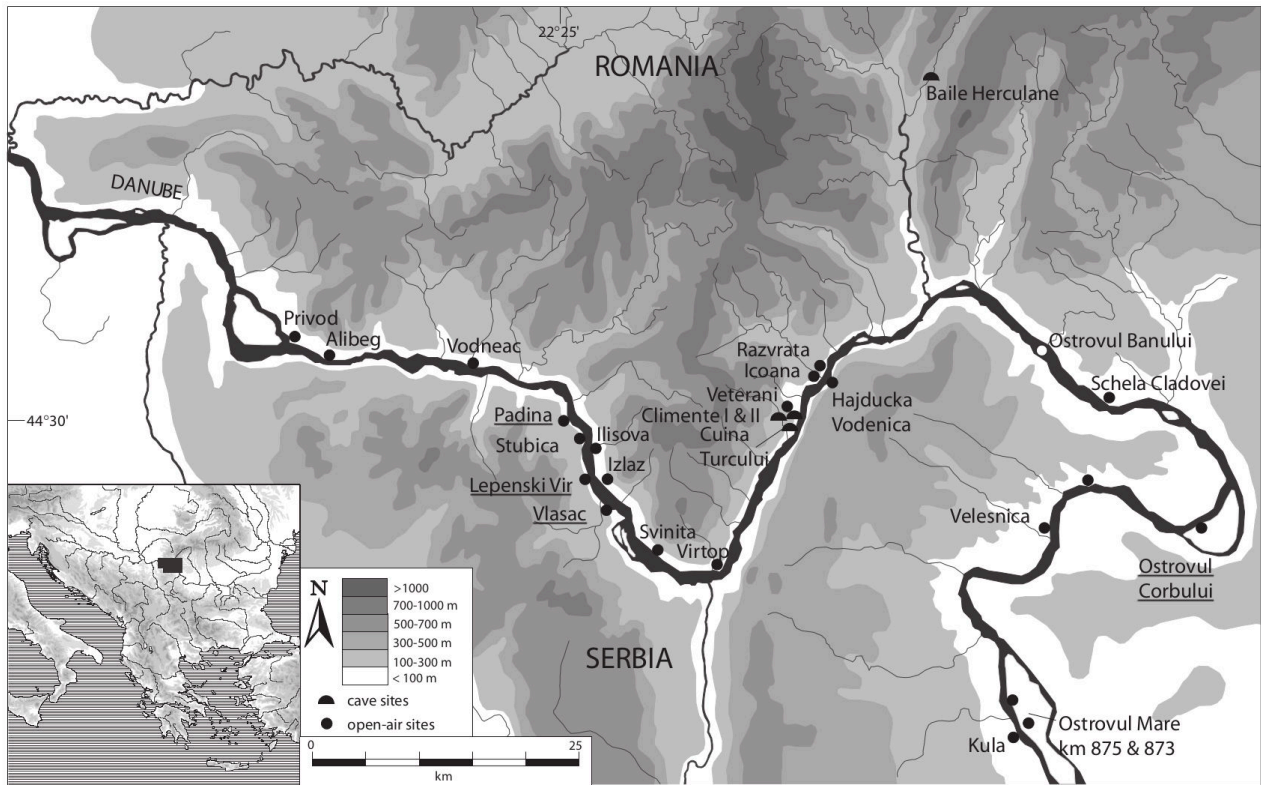 22°25'
ROMANIA
Baile Herculane
DANUBE
Privod
Alibeg
Vodneac
Ostrovul Banului
Razvrata
Icoana
Schela Cladovei
Veterani
Hajducka
Vodenica
Climente I & II
Cuina
Turcului
44°30'
Padina
Stubica
Ilisova
Izlaz
Lepenski Vir
Vlasac
Velesnica
Svinita
Virtop
Ostrovul
Corbului
N
>1000
700-1000 m
500-700 m
300-500 m
100-300 m
< 100 m
cave sites
open-air sites
SERBIA
Ostrovul Mare
km 875 & 873
Kula
0 25
km